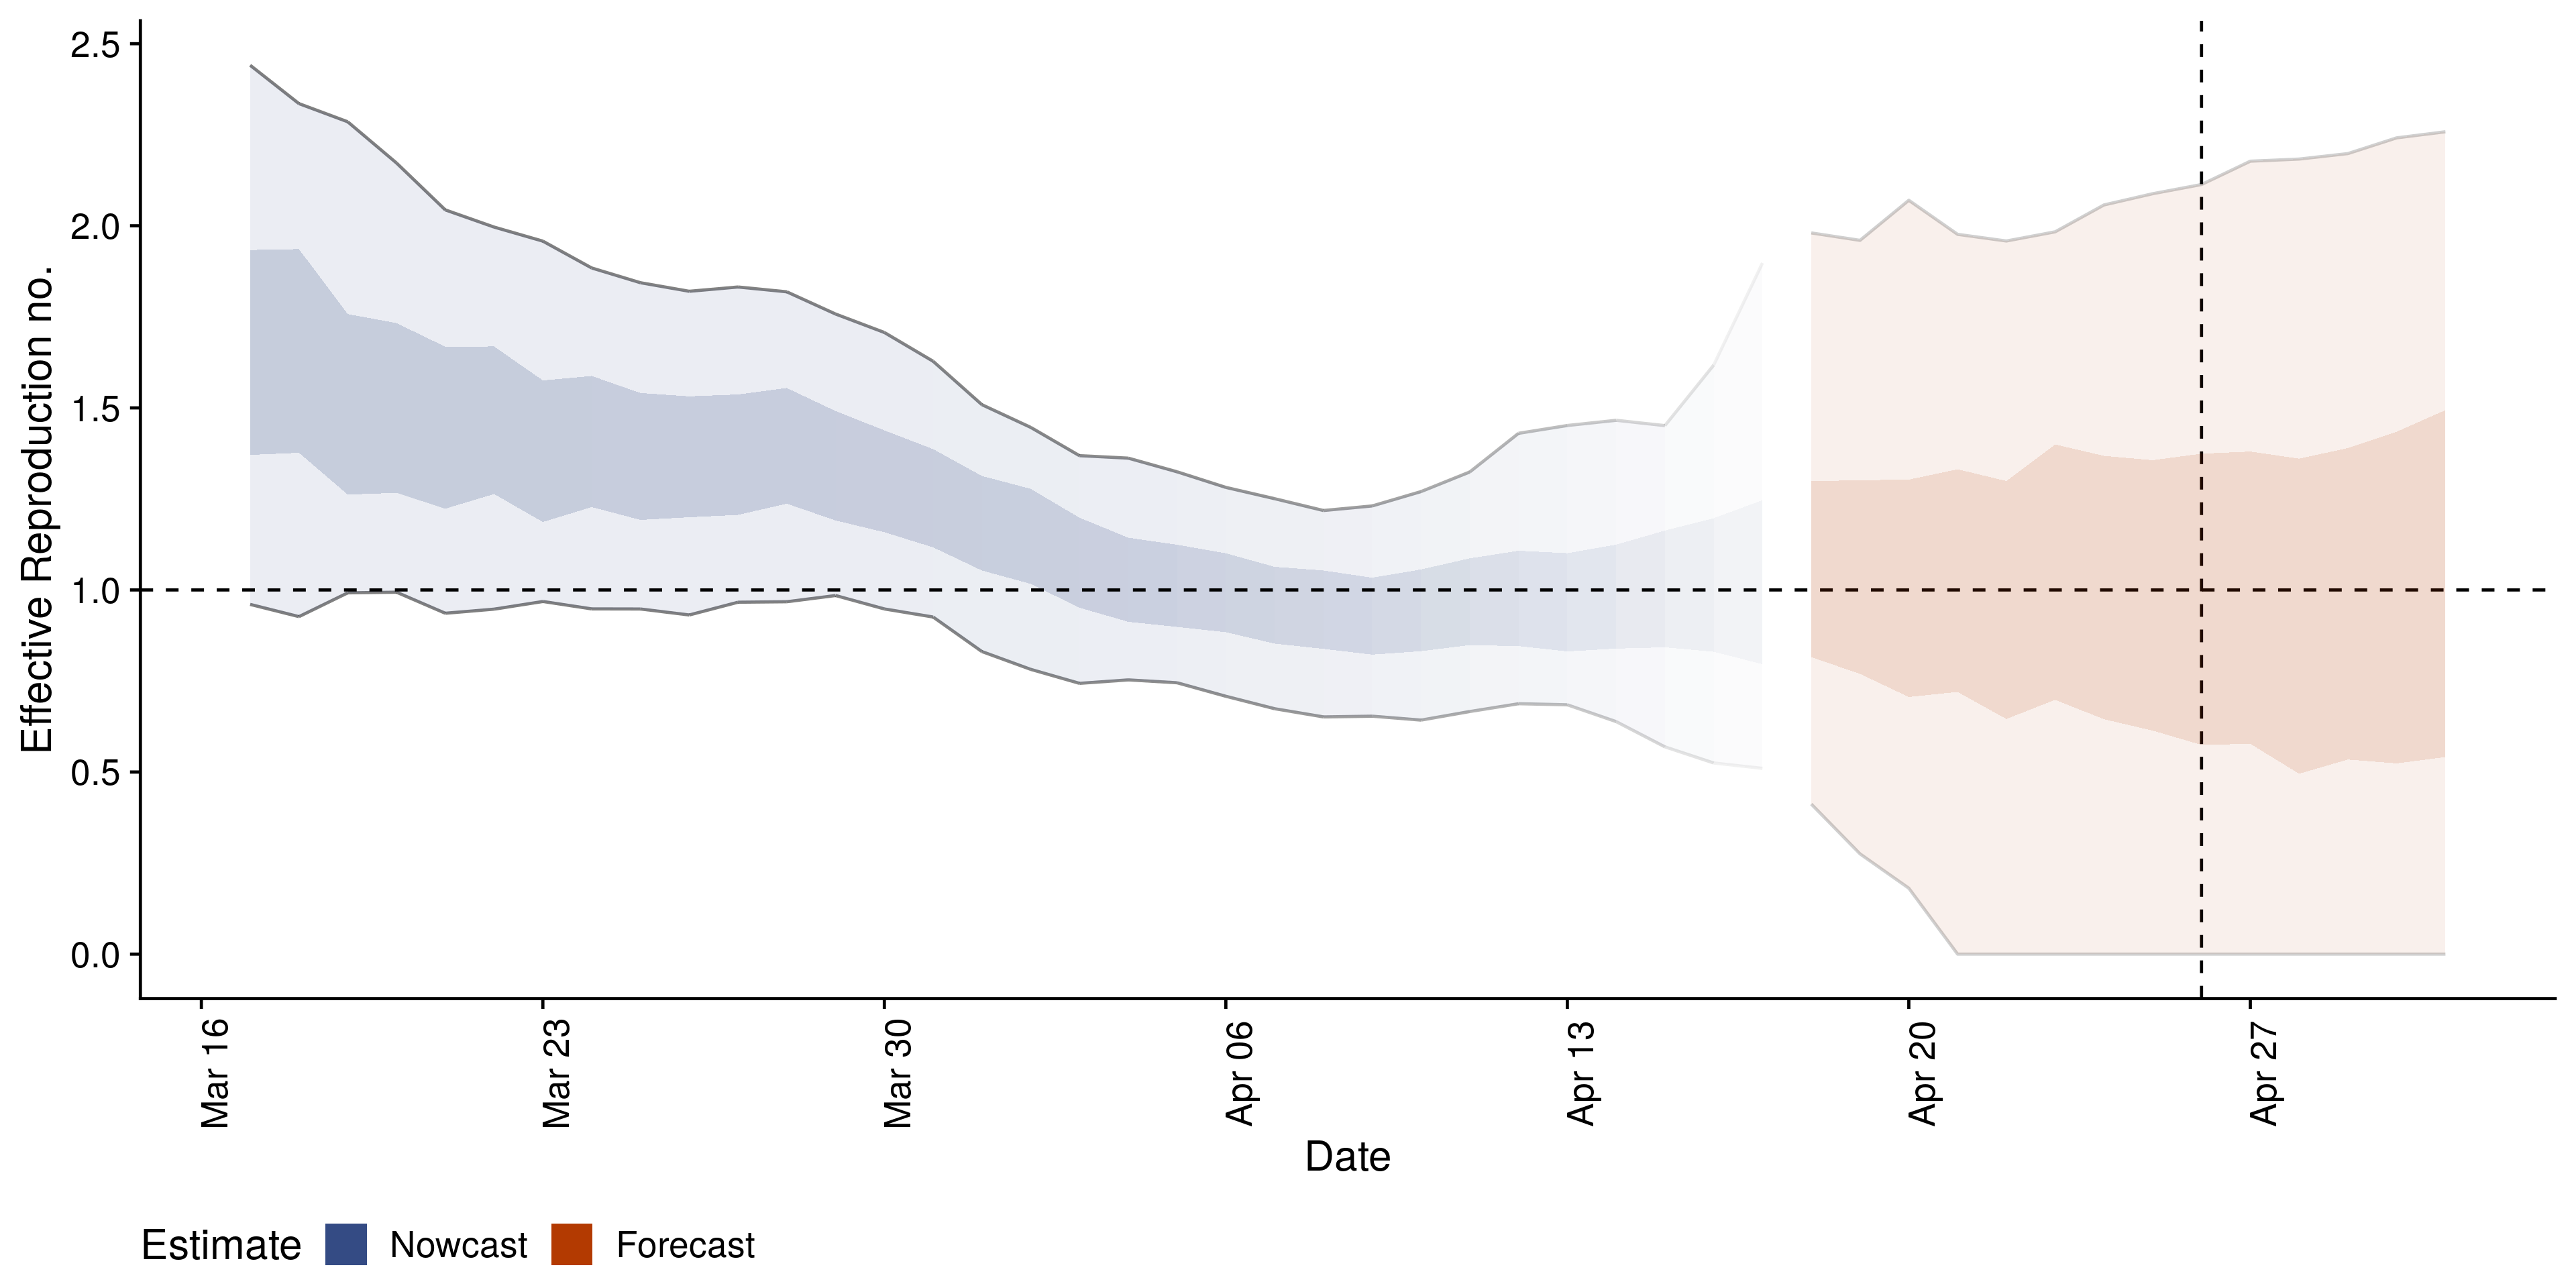 Effective Reproduction no.
2.5
2.0
1.5
1.0
0.5
0.0
Mar 16
Mar 23
Mar 30
Apr 06
Apr 13
Apr 20
Apr 27
Date
Estimate Nowcast Forecast